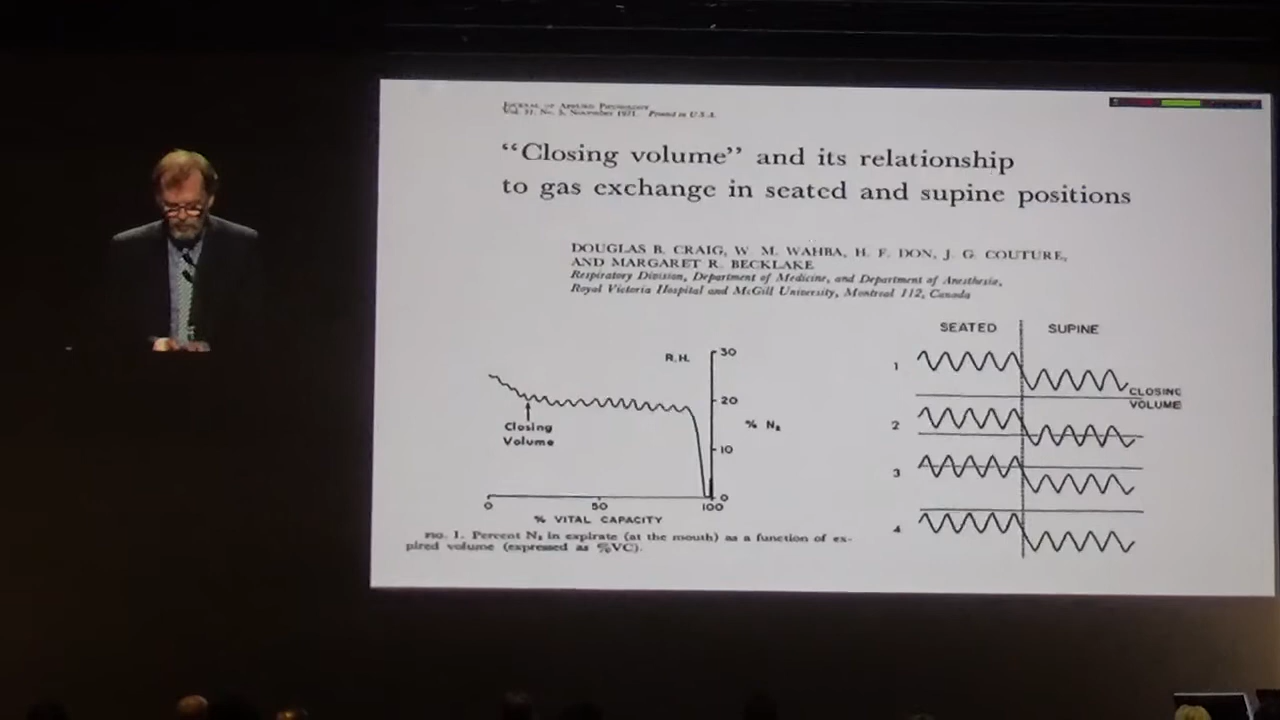 JOURNAL OF APPLIED PHYSIOLOGY
Vol. 31, No. 5, November 1971. Printed in U.S.A.
“Closing volume” and its relationship
to gas exchange in seated and supine positions
DOUGLAS B. CRAIG, W. M. WAHBA, H. F. DON, J. G. COUTURE,
AND MARGARET R. BECKLAKE
Respiratory Division, Department of Medicine, and Department of Anesthesia,
Royal Victoria Hospital and McGill University, Montreal 112, Canada
R.H.
30
20
10
0
% N₂
Closing
Volume
0 50 100
% VITAL CAPACITY
FIG. 1. Percent N₂ in expirate (at the mouth) as a function of ex-
pired volume (expressed as %VC).
SEATED SUPINE
1
CLOSING
VOLUME
2
3
4